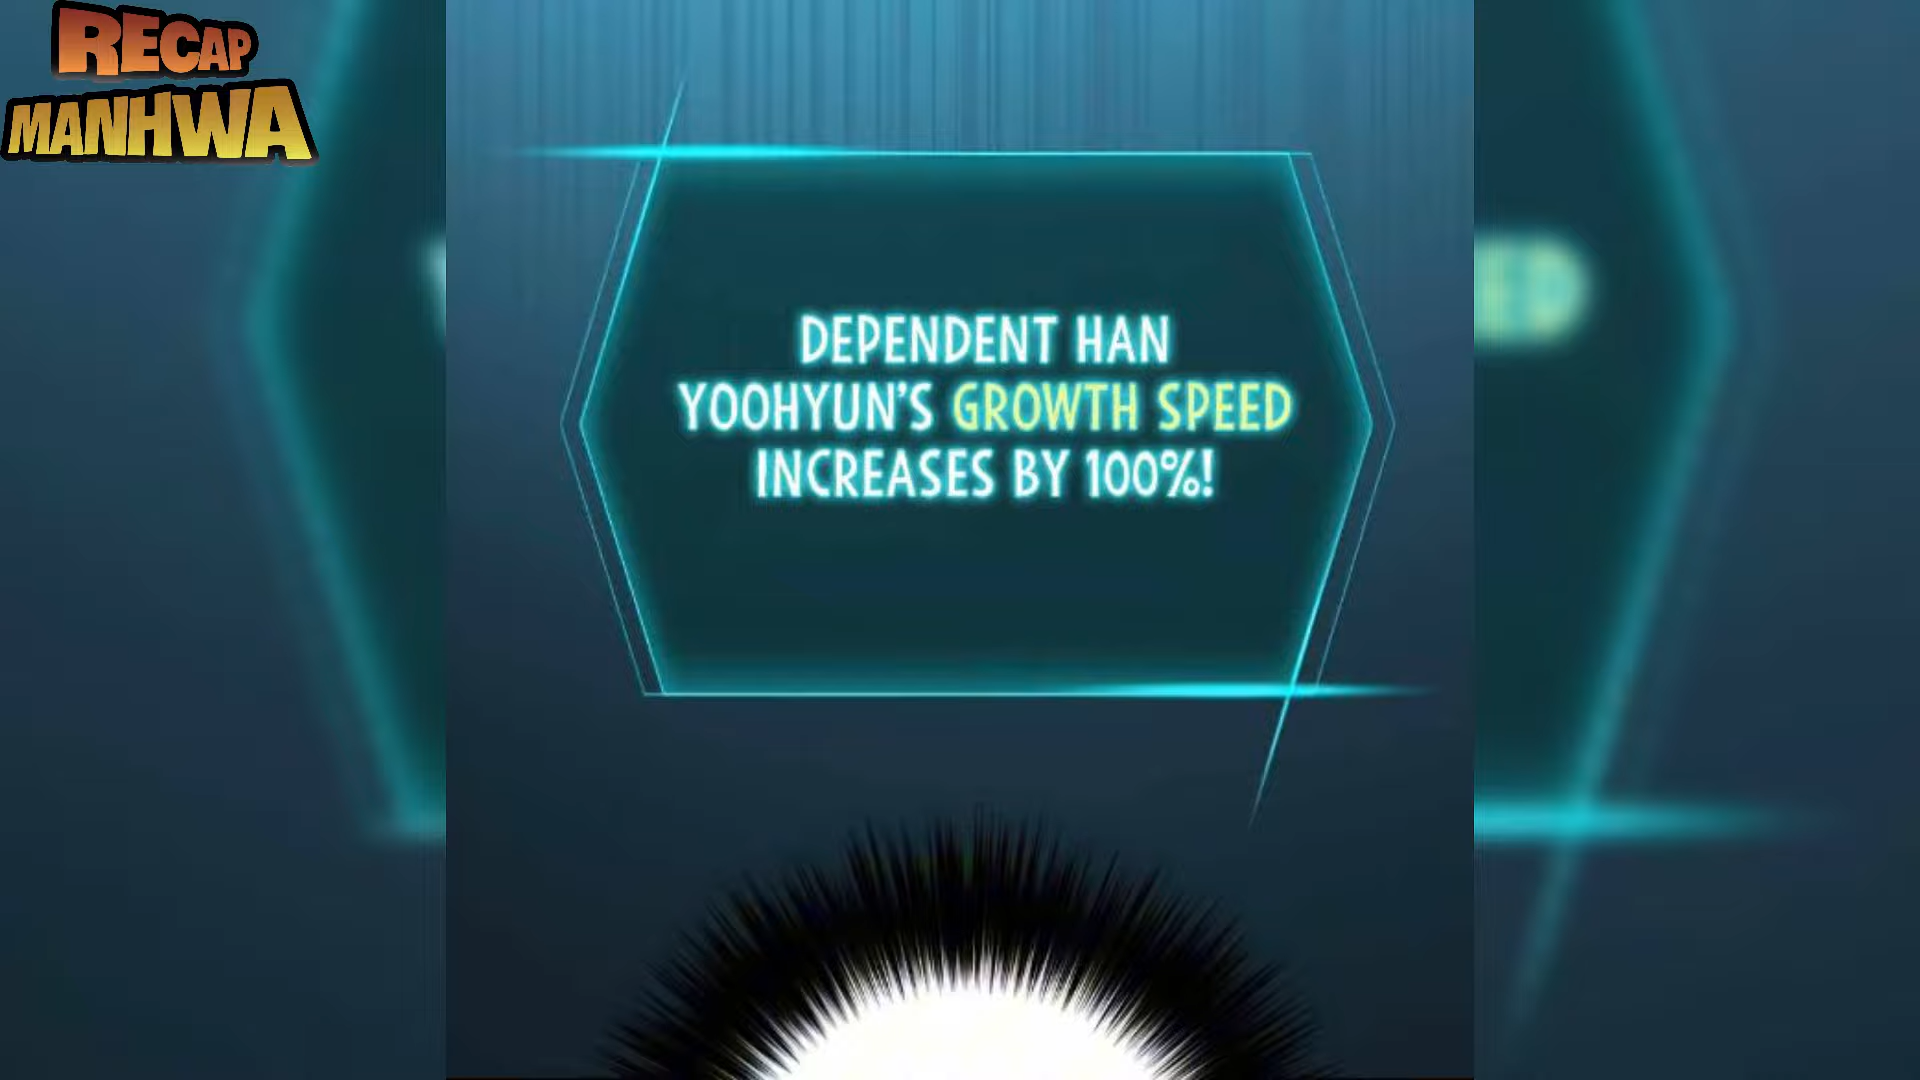 RECAP
MANHWA
DEPENDENT HAN
YOOHYUN'S GROWTH SPEED
INCREASES BY 100%!